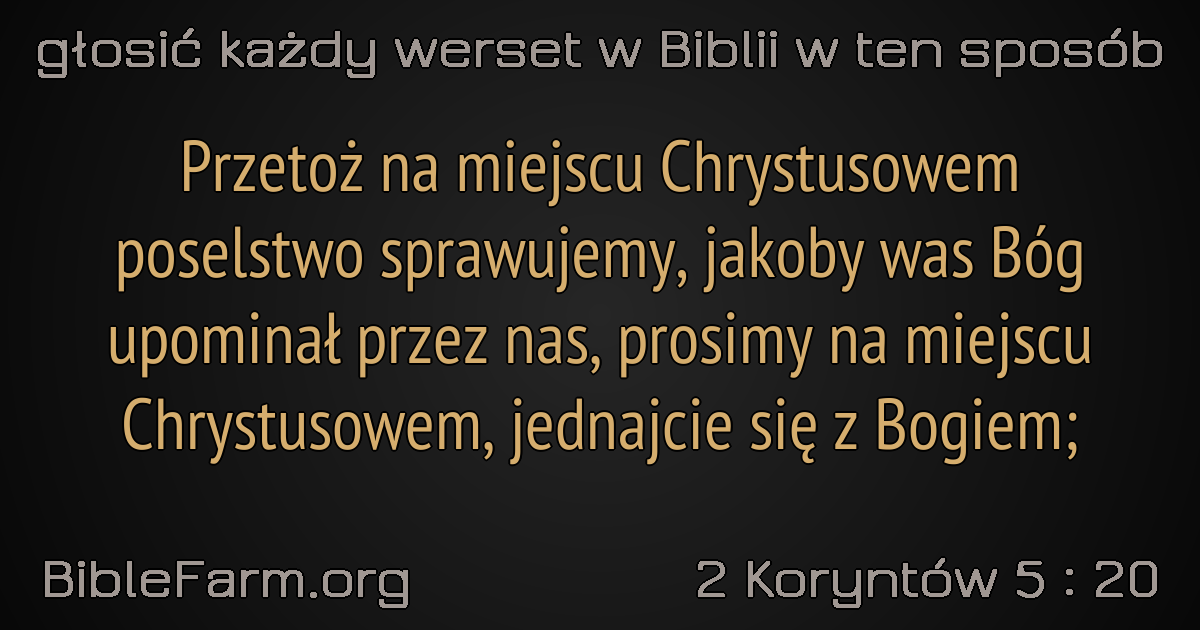 głosić każdy werset w Biblii w ten sposób
Przetoż na miejscu Chrystusowem
poselstwo sprawujemy, jakoby was Bóg
upominał przez nas, prosimy na miejscu
Chrystusowem, jednajcie się z Bogiem;
BibleFarm.org
2 Koryntów 5 : 20